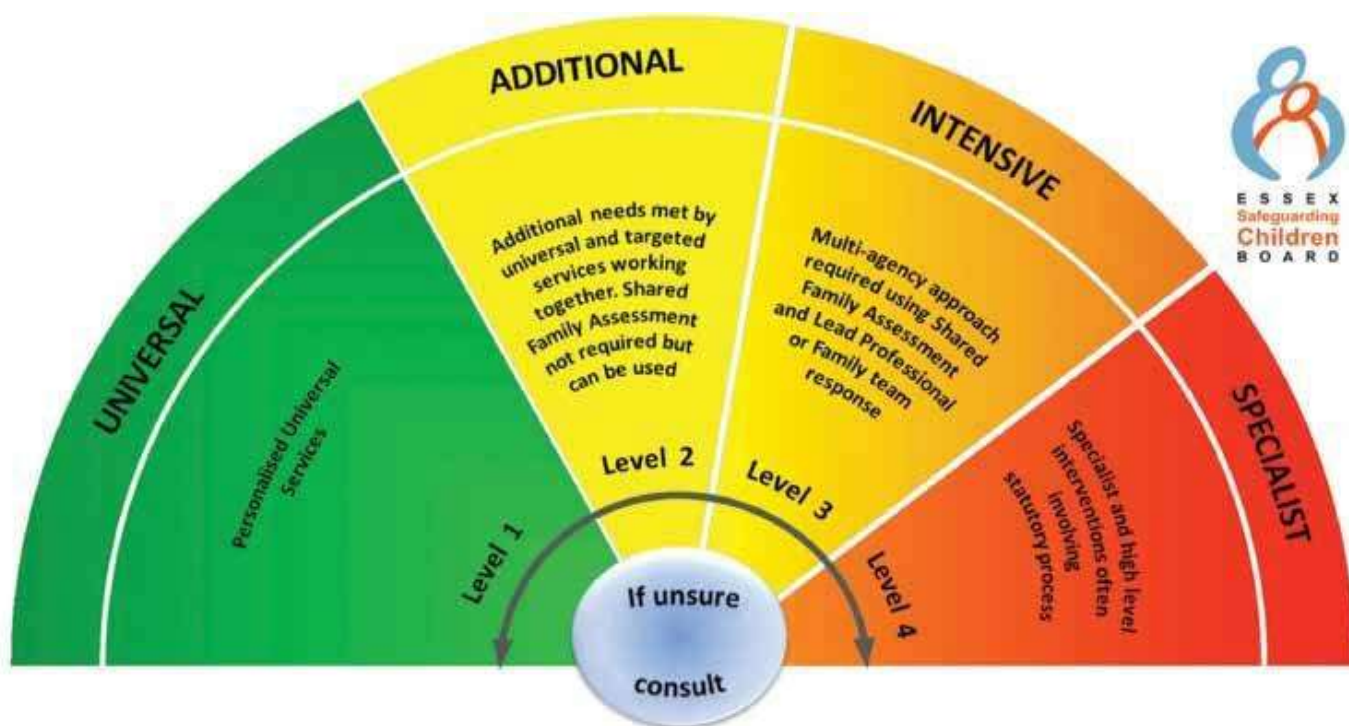 UNIVERSAL
Personalised Universal
Services
Level 1
ADDITIONAL
Additional needs met by
universal and targeted
services working
together. Shared
Family Assessment
not required but
can be used
Level 2
INTENSIVE
Multi-agency approach
required using Shared
Family Assessment
and Lead Professional
or Family team
response
Level 3
SPECIALIST
Specialist and high level
interventions often
involving
statutory process
Level 4
If unsure
consult
ESSEX
Safeguarding
Children
BOARD